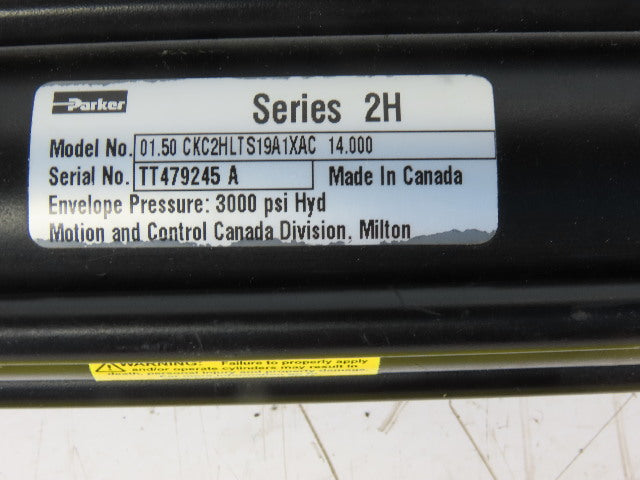 Parker
Series 2H
Model No. 01.50 CKC2HLTS19A1XAC 14.000
Serial No. TT479245 A Made In Canada
Envelope Pressure: 3000 psi Hyd
Motion and Control Canada Division, Milton
WARNING: Failure to properly apply
and/or operate cylinders may result in
damage